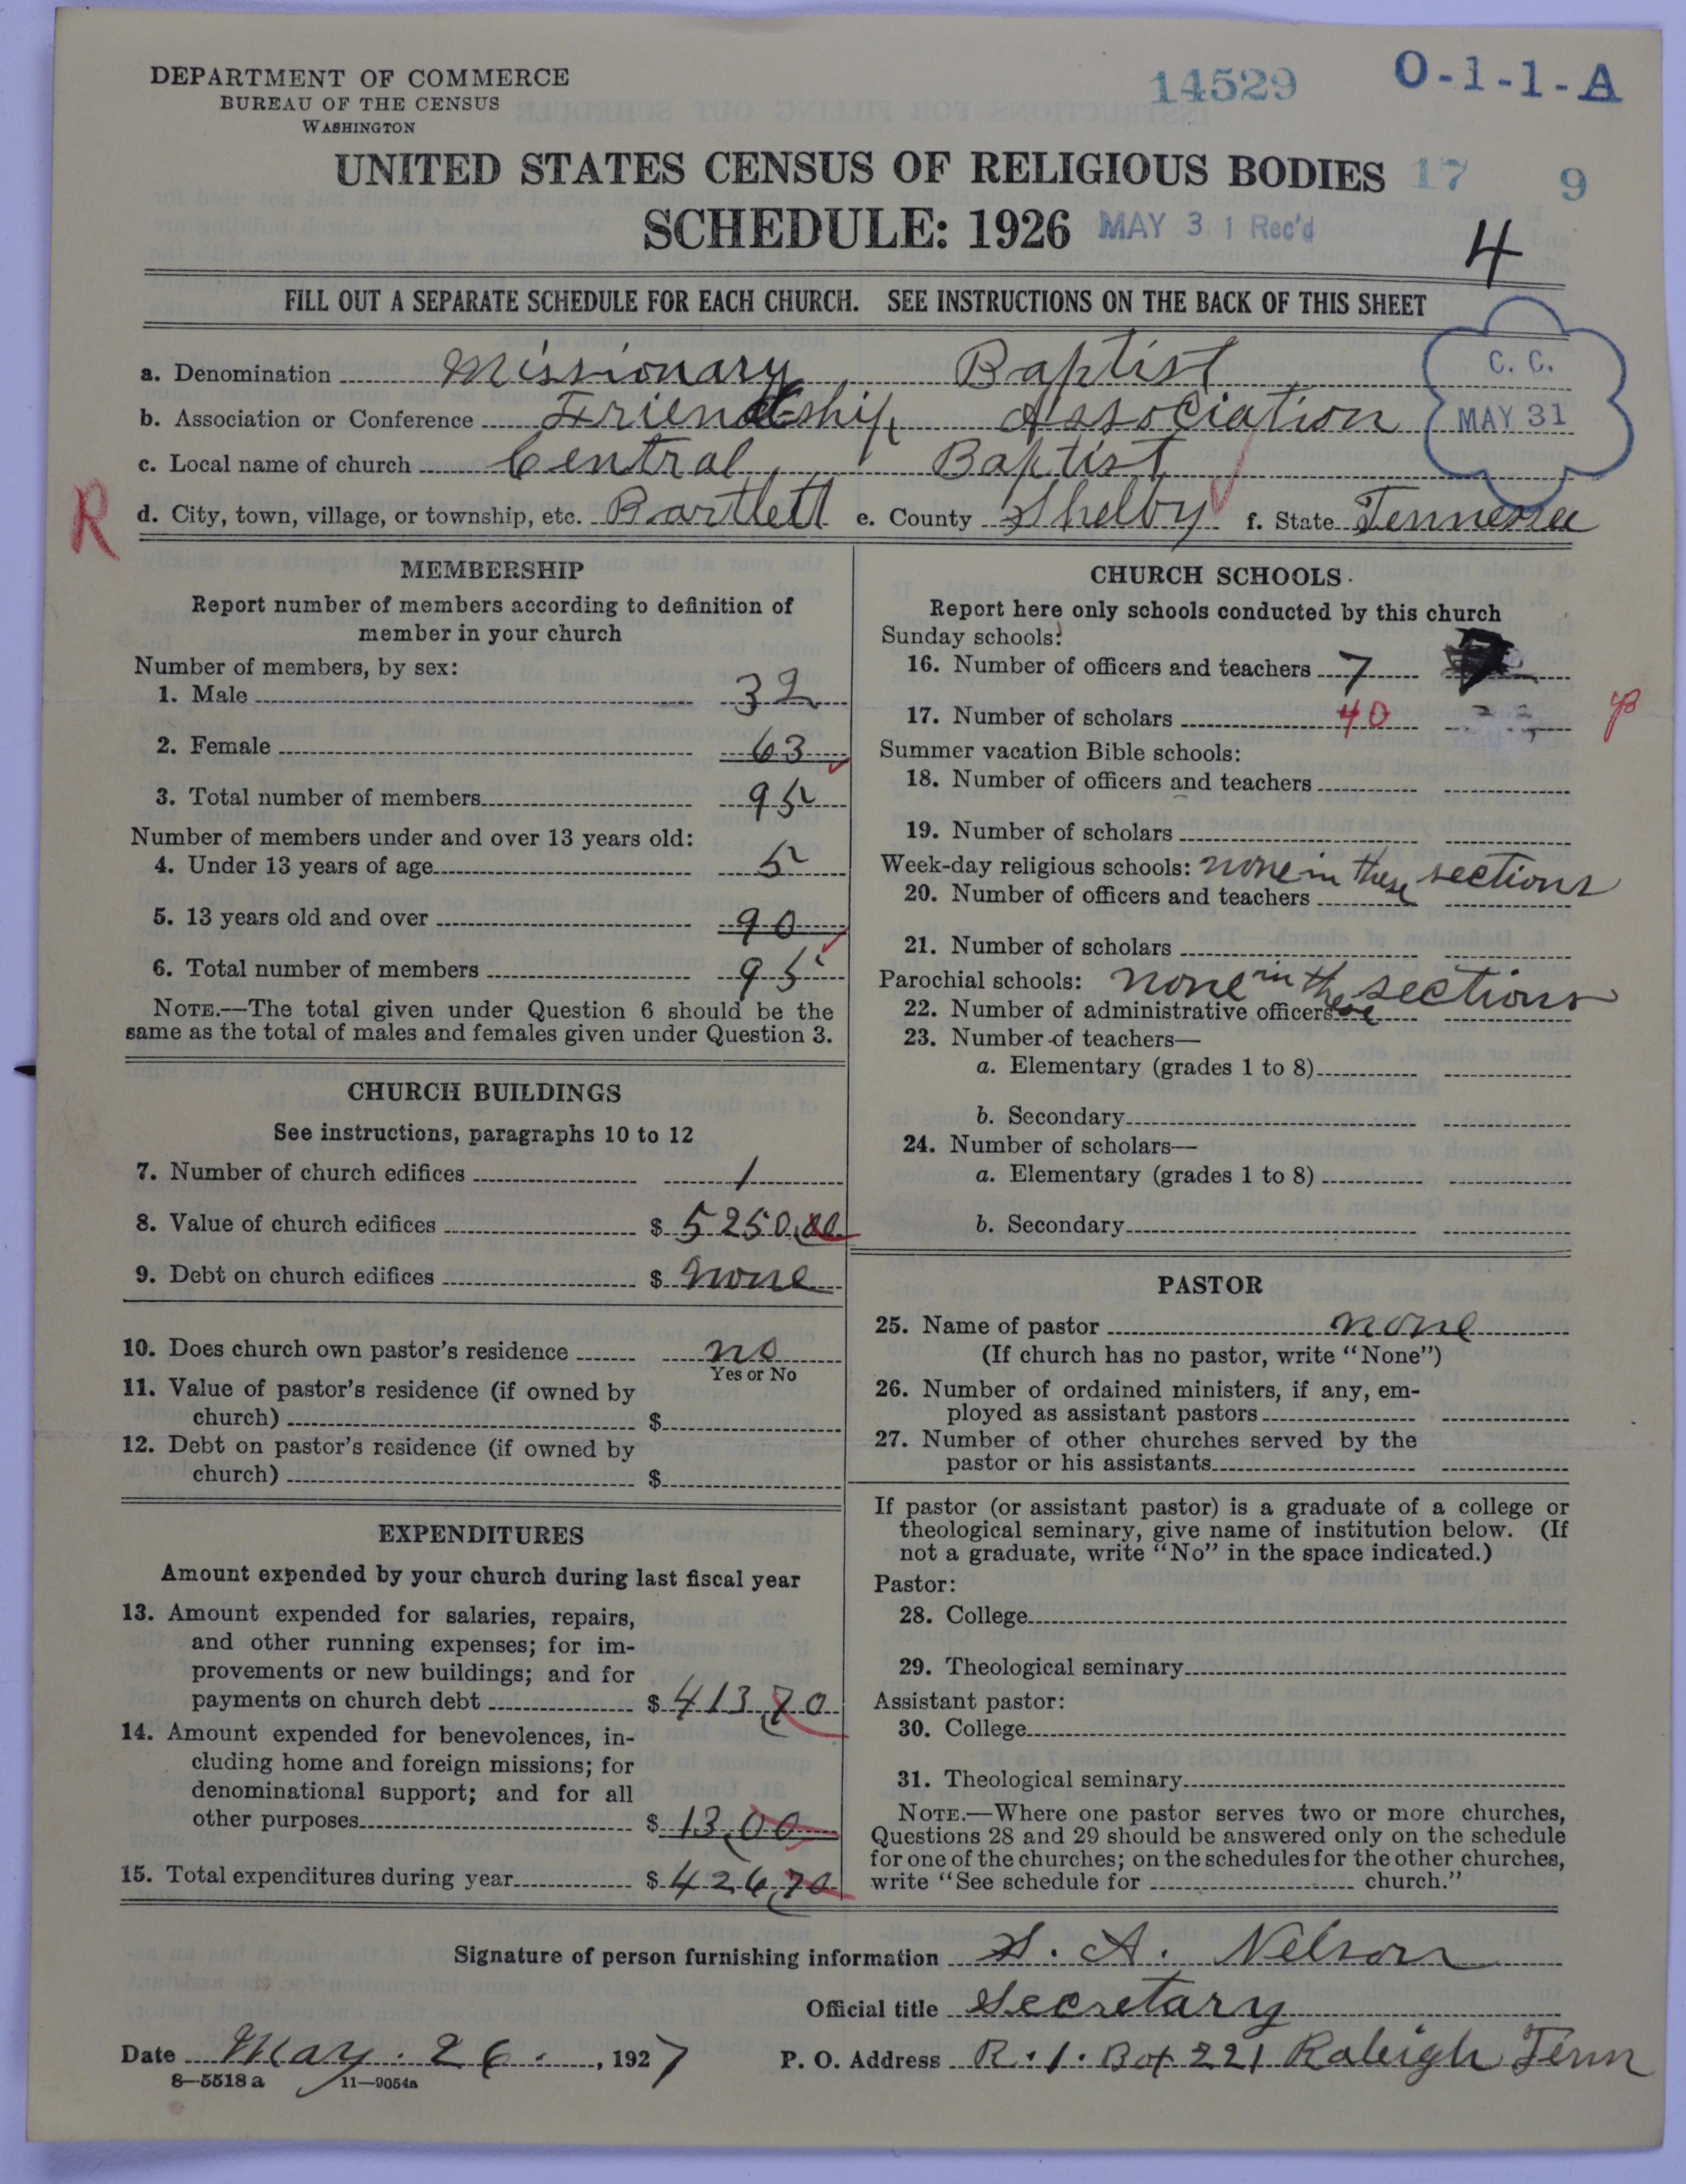 DEPARTMENT OF COMMERCE
BUREAU OF THE CENSUS
WASHINGTON
14529
O-1-1-A
UNITED STATES CENSUS OF RELIGIOUS BODIES 17 9
SCHEDULE: 1926 MAY 31 Rec'd 4
FILL OUT A SEPARATE SCHEDULE FOR EACH CHURCH. SEE INSTRUCTIONS ON THE BACK OF THIS SHEET
C. C.
MAY 31
a. Denomination Missionary Baptist
b. Association or Conference Friendship Association
c. Local name of church Central Baptist
R
d. City, town, village, or township, etc. Bartlett e. County Shelby f. State Tennessee
MEMBERSHIP
Report number of members according to definition of
member in your church
Number of members, by sex:
1. Male 32
2. Female 63
3. Total number of members 95
Number of members under and over 13 years old:
4. Under 13 years of age 5
5. 13 years old and over 90
6. Total number of members 95
NOTE.—The total given under Question 6 should be the
same as the total of males and females given under Question 3.
CHURCH BUILDINGS
See instructions, paragraphs 10 to 12
7. Number of church edifices 1
8. Value of church edifices $ 5250.00
9. Debt on church edifices $ none
10. Does church own pastor's residence no
Yes or No
11. Value of pastor's residence (if owned by
church) $
12. Debt on pastor's residence (if owned by
church) $
EXPENDITURES
Amount expended by your church during last fiscal year
13. Amount expended for salaries, repairs,
and other running expenses; for im-
provements or new buildings; and for
payments on church debt $ 413.70
14. Amount expended for benevolences, in-
cluding home and foreign missions; for
denominational support; and for all
other purposes $ 13.00
15. Total expenditures during year $ 426.70
CHURCH SCHOOLS
Report here only schools conducted by this church
Sunday schools:
16. Number of officers and teachers 7
17. Number of scholars 40
Summer vacation Bible schools:
18. Number of officers and teachers
19. Number of scholars
Week-day religious schools: none in these sections
20. Number of officers and teachers
21. Number of scholars
Parochial schools: none in these sections
22. Number of administrative officers
23. Number of teachers—
a. Elementary (grades 1 to 8)
b. Secondary
24. Number of scholars—
a. Elementary (grades 1 to 8)
b. Secondary
PASTOR
25. Name of pastor none
(If church has no pastor, write "None")
26. Number of ordained ministers, if any, em-
ployed as assistant pastors
27. Number of other churches served by the
pastor or his assistants
If pastor (or assistant pastor) is a graduate of a college or
theological seminary, give name of institution below. (If
not a graduate, write "No" in the space indicated.)
Pastor:
28. College
29. Theological seminary
Assistant pastor:
30. College
31. Theological seminary
NOTE.—Where one pastor serves two or more churches,
Questions 28 and 29 should be answered only on the schedule
for one of the churches; on the schedules for the other churches,
write "See schedule for church."
Signature of person furnishing information S. A. Nelson
Official title Secretary
Date May. 26. , 1927 P. O. Address R. 1. Box 221 Raleigh Tenn
8—5518 a 11—9054a